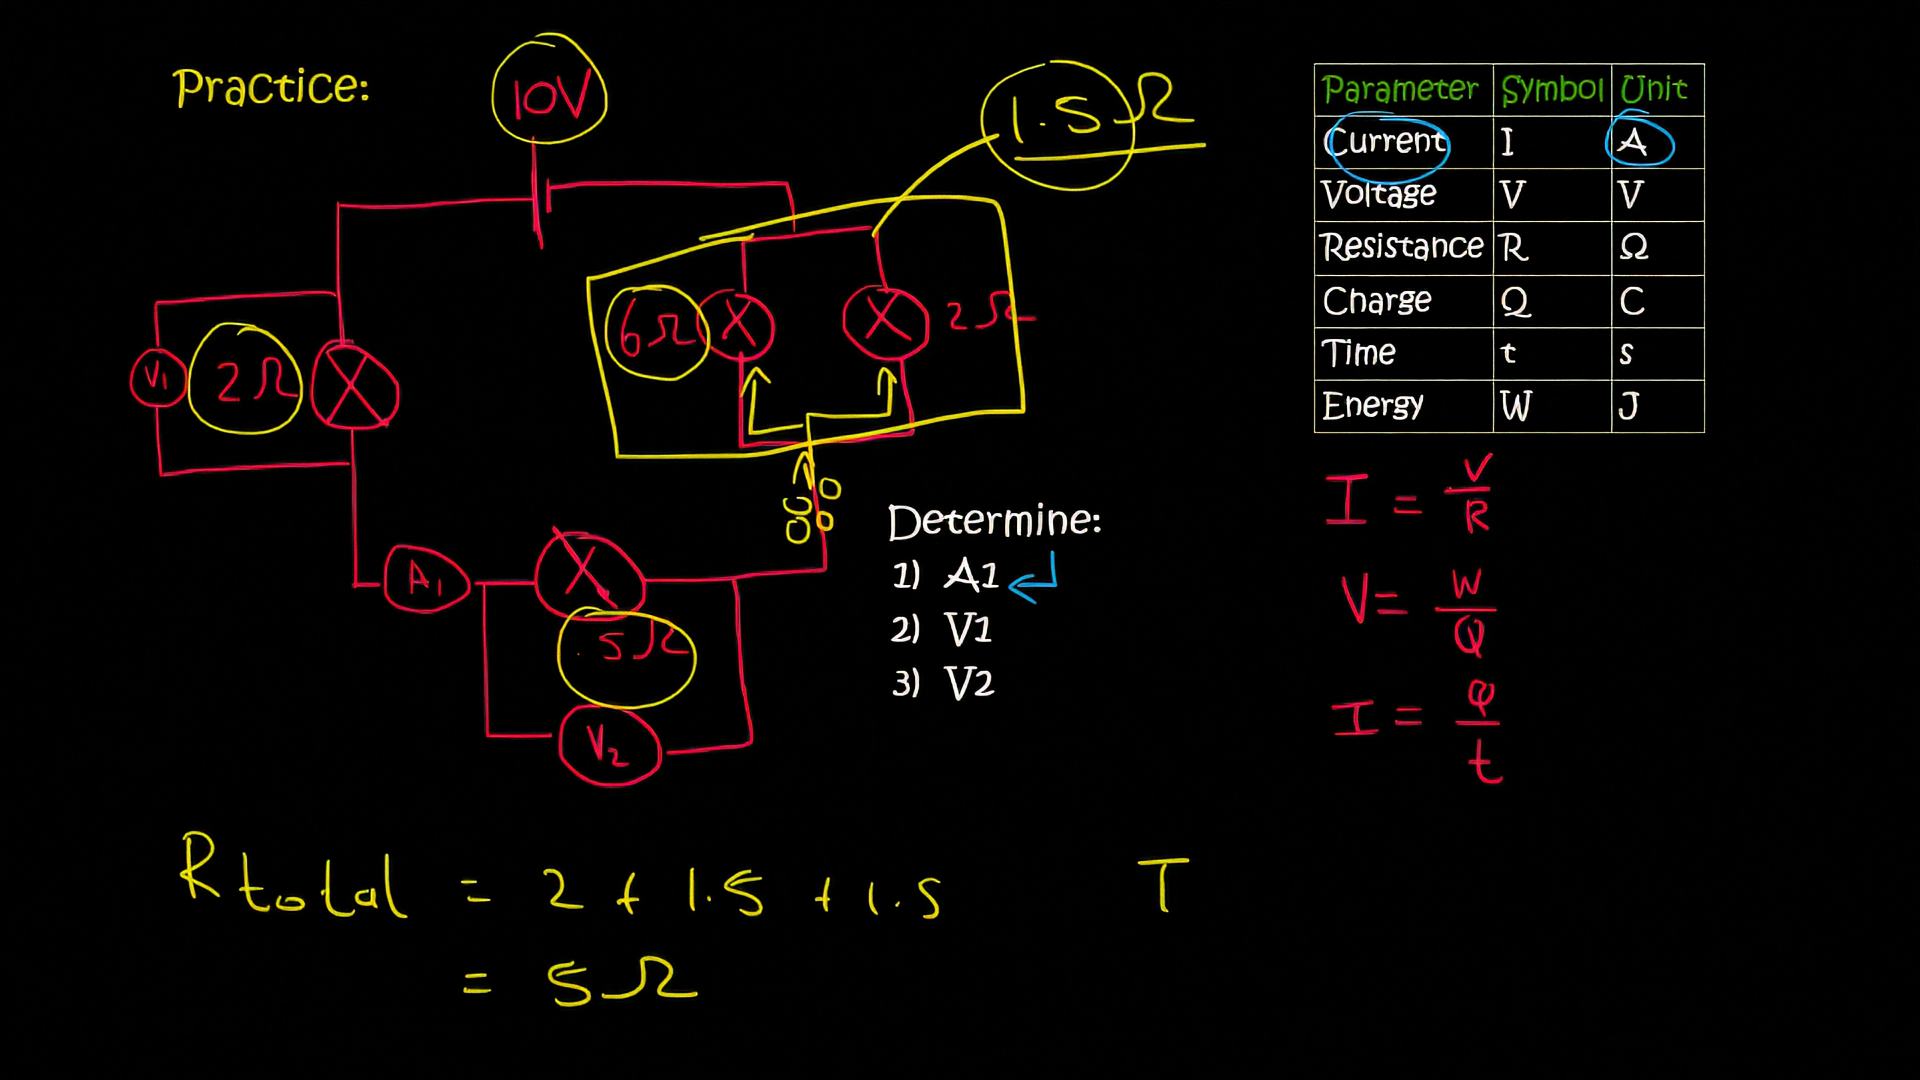 Practice:
10V
1.5Ω
6Ω
2Ω
V1
2Ω
A1
.5Ω
V2
Determine:
1) A1
2) V1
3) V2
Parameter Symbol Unit
Current I A
Voltage V V
Resistance R Ω
Charge Q C
Time t s
Energy W J
I = V/R
V = W/Q
I = Q/t
Rtotal = 2 + 1.5 + 1.5
= 5Ω
T